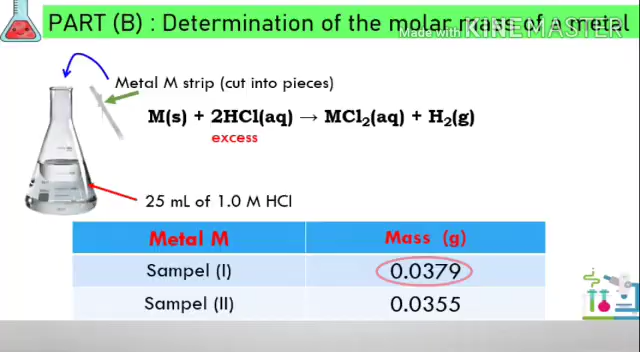 PART (B) : Determination of the molar mass of a metal
Made with KINEMASTER
Metal M strip (cut into pieces)
M(s) + 2HCl(aq) → MCl₂(aq) + H₂(g)
excess
25 mL of 1.0 M HCl
Metal M Mass (g)
Sampel (I) 0.0379
Sampel (II) 0.0355